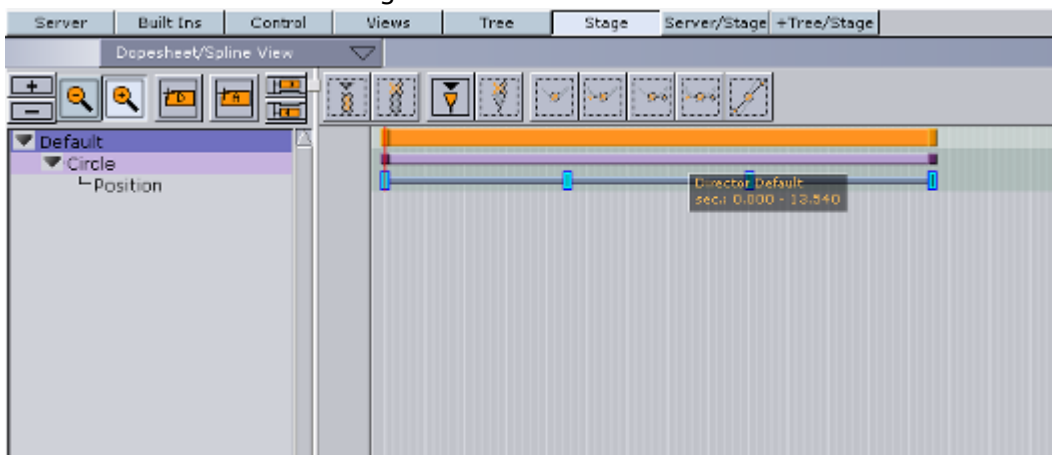 Server Built Ins Control Views Tree Stage Server/Stage +Tree/Stage
Dopesheet/Spline View
Default
Circle
Position
Director Default
sec.: 0.000 - 13.540